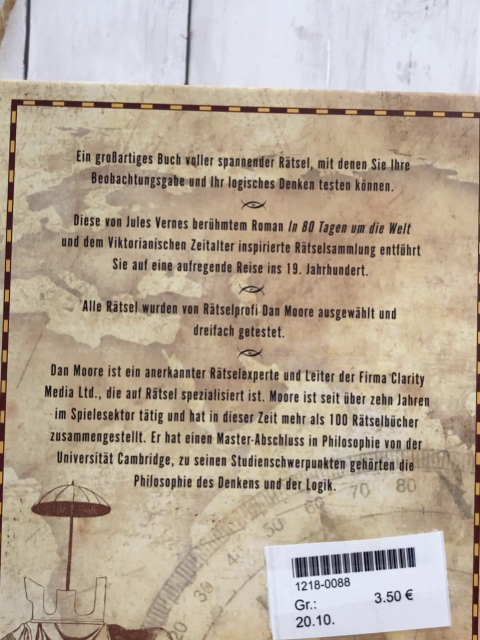 Ein großartiges Buch voller spannender Rätsel, mit denen Sie Ihre
Beobachtungsgabe und Ihr logisches Denken testen können.
Diese von Jules Vernes berühmtem Roman In 80 Tagen um die Welt
und dem Viktorianischen Zeitalter inspirierte Rätselsammlung entführt
Sie auf eine aufregende Reise ins 19. Jahrhundert.
Alle Rätsel wurden von Rätselprofi Dan Moore ausgewählt und
dreifach getestet.
Dan Moore ist ein anerkannter Rätselexperte und Leiter der Firma Clarity
Media Ltd., die auf Rätsel spezialisiert ist. Moore ist seit über zehn Jahren
im Spielesektor tätig und hat in dieser Zeit mehr als 100 Rätselbücher
zusammengestellt. Er hat einen Master-Abschluss in Philosophie von der
Universität Cambridge, zu seinen Studienschwerpunkten gehörten die
Philosophie des Denkens und der Logik.
20 30 40 50 60 70 80
1218-0088
Gr.: 3.50 €
20.10.